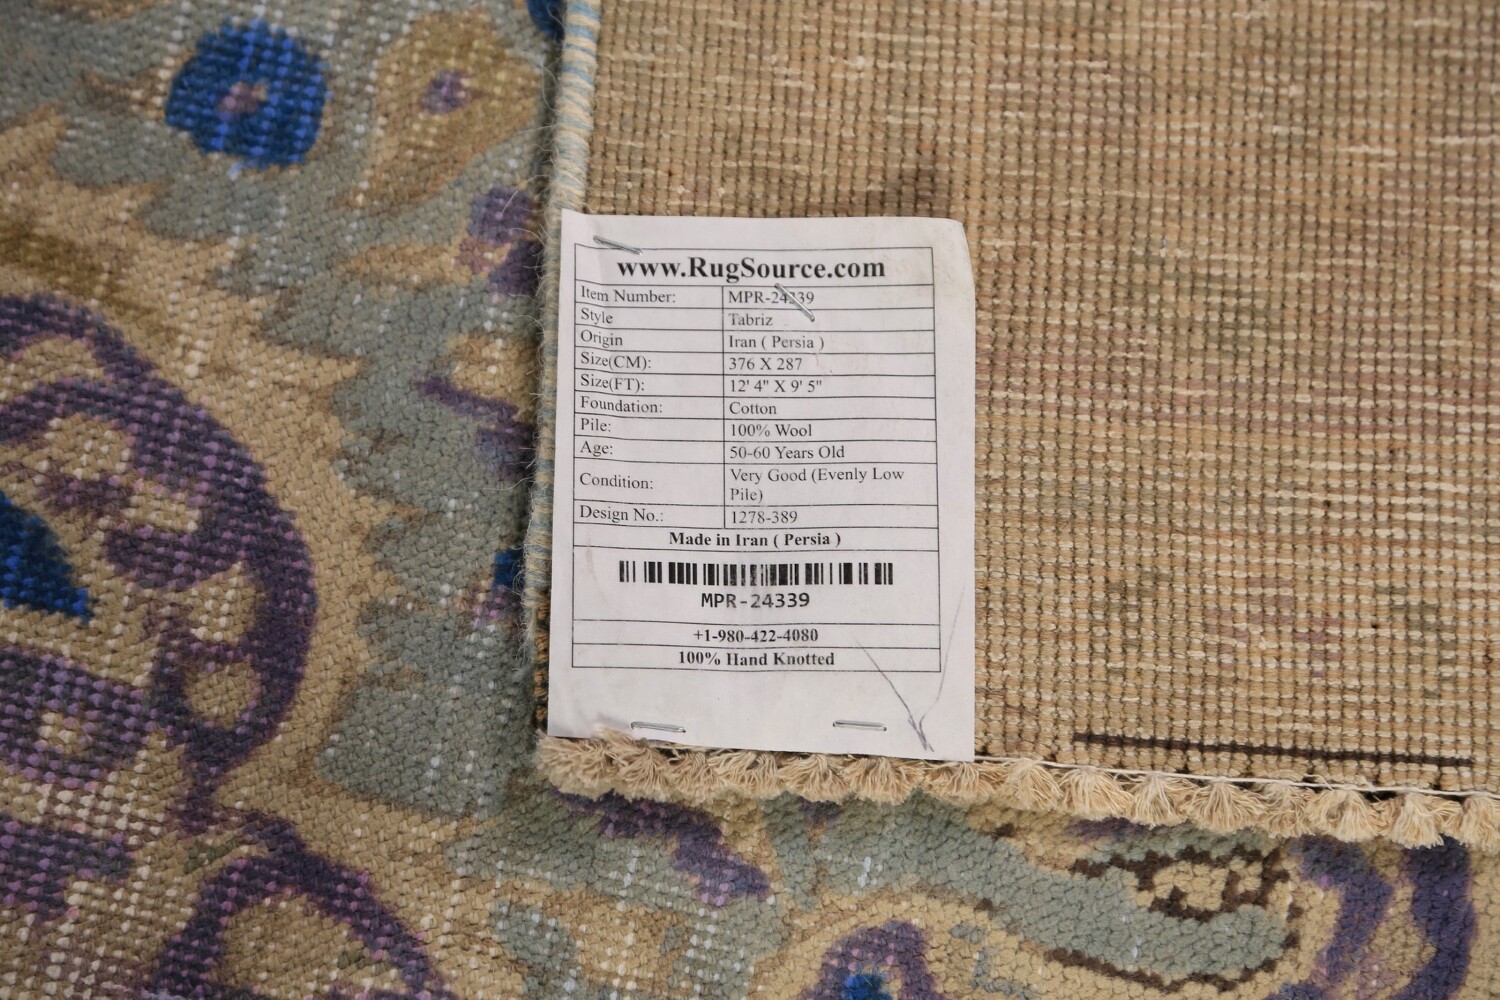 www.RugSource.com
Item Number: MPR-24339
Style Tabriz
Origin Iran ( Persia )
Size(CM): 376 X 287
Size(FT): 12' 4" X 9' 5"
Foundation: Cotton
Pile: 100% Wool
Age: 50-60 Years Old
Condition: Very Good (Evenly Low
Pile)
Design No.: 1278-389
Made in Iran ( Persia )
MPR-24339
+1-980-422-4080
100% Hand Knotted